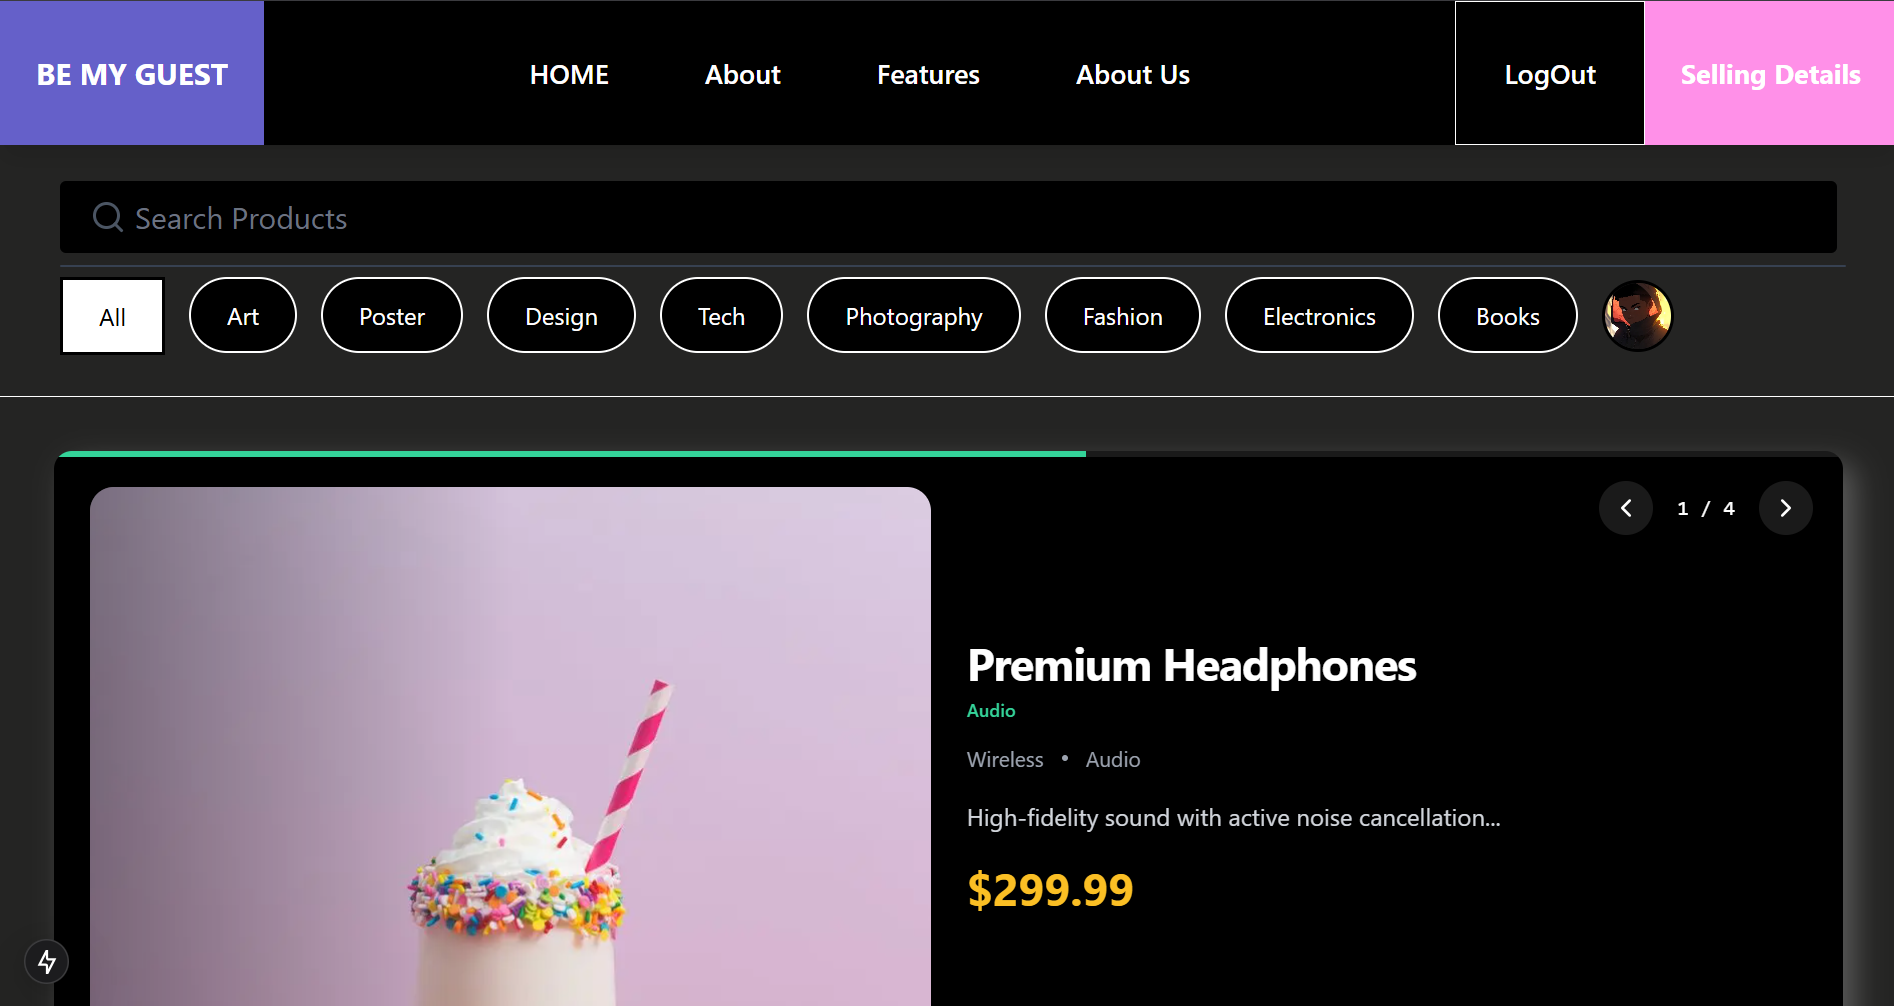 BE MY GUEST
HOME About Features About Us
LogOut
Selling Details
Search Products
All Art Poster Design Tech Photography Fashion Electronics Books
1 / 4
Premium Headphones
Audio
Wireless • Audio
High-fidelity sound with active noise cancellation...
$299.99